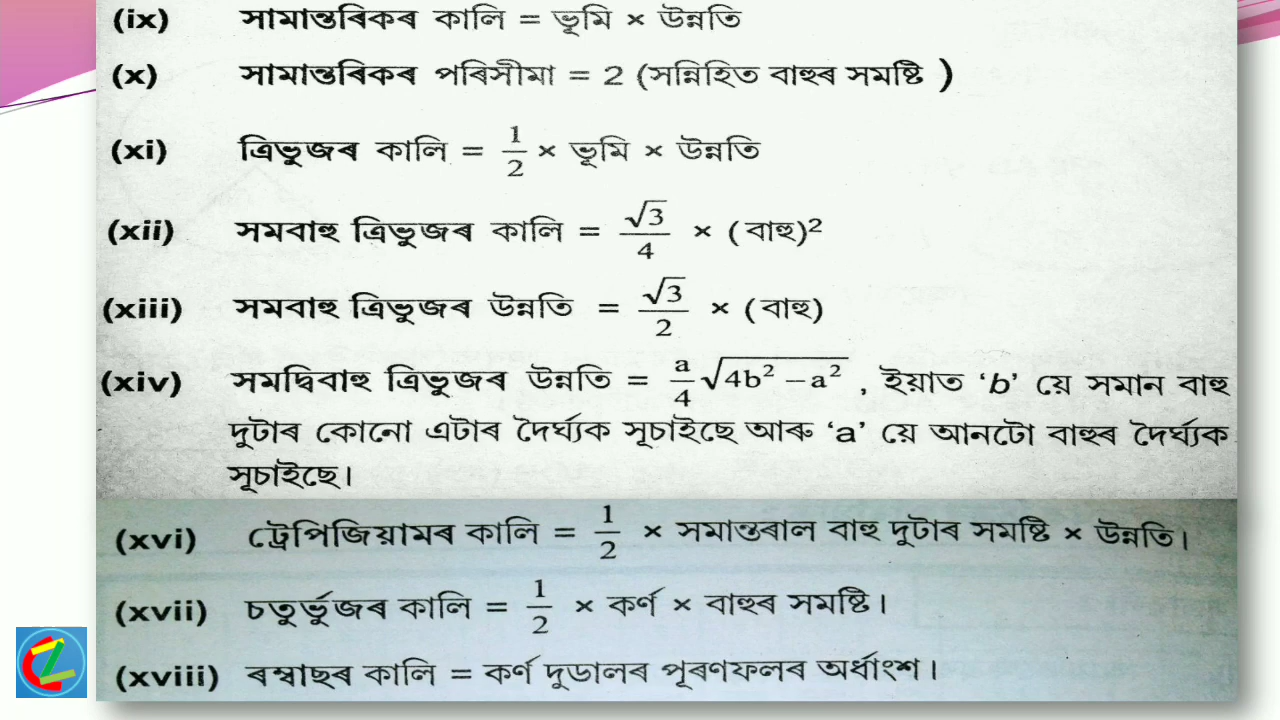 (ix) সামান্তৰিকৰ কালি = ভূমি × উন্নতি
(x) সামান্তৰিকৰ পৰিসীমা = 2 (সন্নিহিত বাহুৰ সমষ্টি )
(xi) ত্ৰিভুজৰ কালি = 1/2 × ভূমি × উন্নতি
(xii) সমবাহু ত্ৰিভুজৰ কালি = √3/4 × (বাহু)²
(xiii) সমবাহু ত্ৰিভুজৰ উন্নতি = √3/2 × (বাহু)
(xiv) সমদ্বিবাহু ত্ৰিভুজৰ উন্নতি = a/4 √(4b² – a²) , ইয়াত ‘b’ য়ে সমান বাহু
দুটাৰ কোনো এটাৰ দৈৰ্ঘ্যক সূচাইছে আৰু ‘a’ য়ে আনটো বাহুৰ দৈৰ্ঘ্যক
সূচাইছে।
(xvi) ট্ৰেপিজিয়ামৰ কালি = 1/2 × সমান্তৰাল বাহু দুটাৰ সমষ্টি × উন্নতি।
(xvii) চতুৰ্ভুজৰ কালি = 1/2 × কৰ্ণ × বাহুৰ সমষ্টি।
(xviii) ৰম্বাছৰ কালি = কৰ্ণ দুডালৰ পূৰণফলৰ অৰ্ধাংশ।